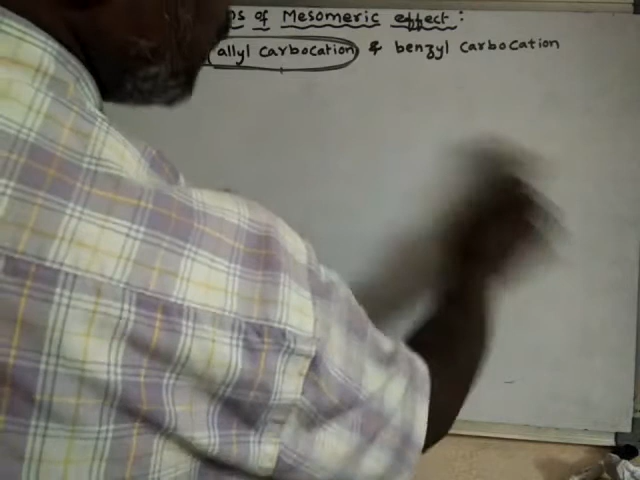 of Mesomeric effect :
allyl carbocation & benzyl carbocation